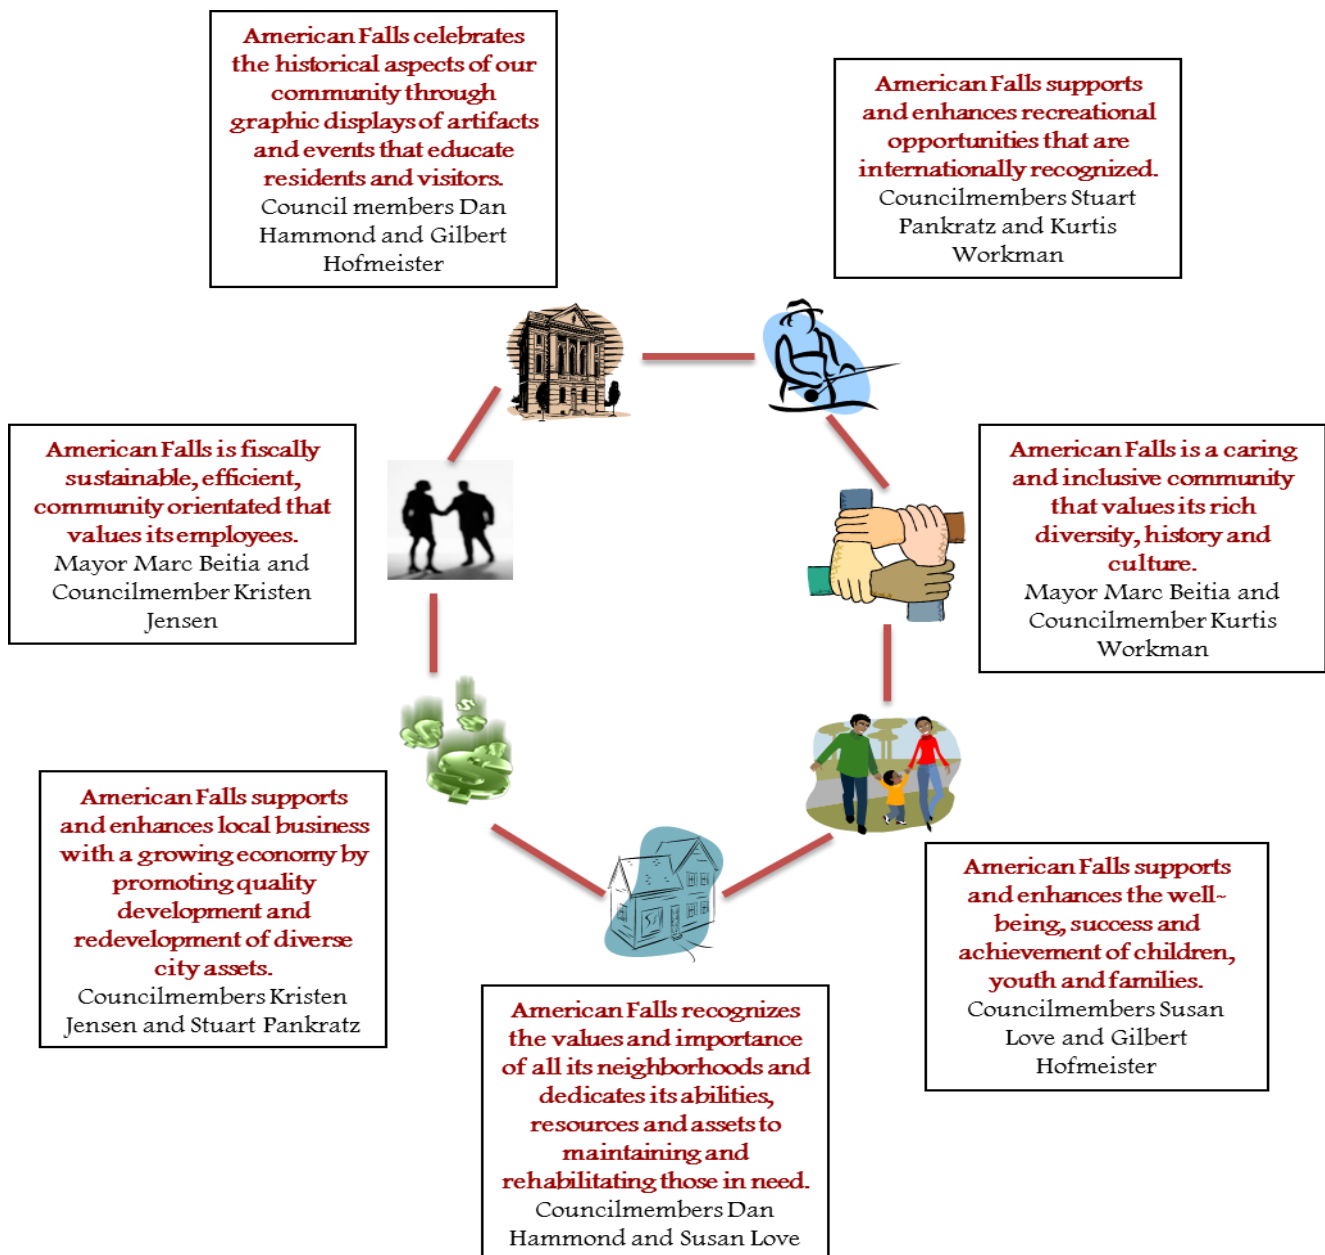 American Falls celebrates
the historical aspects of our
community through
graphic displays of artifacts
and events that educate
residents and visitors.
Council members Dan
Hammond and Gilbert
Hofmeister
American Falls supports
and enhances recreational
opportunities that are
internationally recognized.
Councilmembers Stuart
Pankratz and Kurtis
Workman
American Falls is fiscally
sustainable, efficient,
community orientated that
values its employees.
Mayor Marc Beitia and
Councilmember Kristen
Jensen
American Falls is a caring
and inclusive community
that values its rich
diversity, history and
culture.
Mayor Marc Beitia and
Councilmember Kurtis
Workman
American Falls supports
and enhances local business
with a growing economy by
promoting quality
development and
redevelopment of diverse
city assets.
Councilmembers Kristen
Jensen and Stuart Pankratz
American Falls supports
and enhances the well-
being, success and
achievement of children,
youth and families.
Councilmembers Susan
Love and Gilbert
Hofmeister
American Falls recognizes
the values and importance
of all its neighborhoods and
dedicates its abilities,
resources and assets to
maintaining and
rehabilitating those in need.
Councilmembers Dan
Hammond and Susan Love